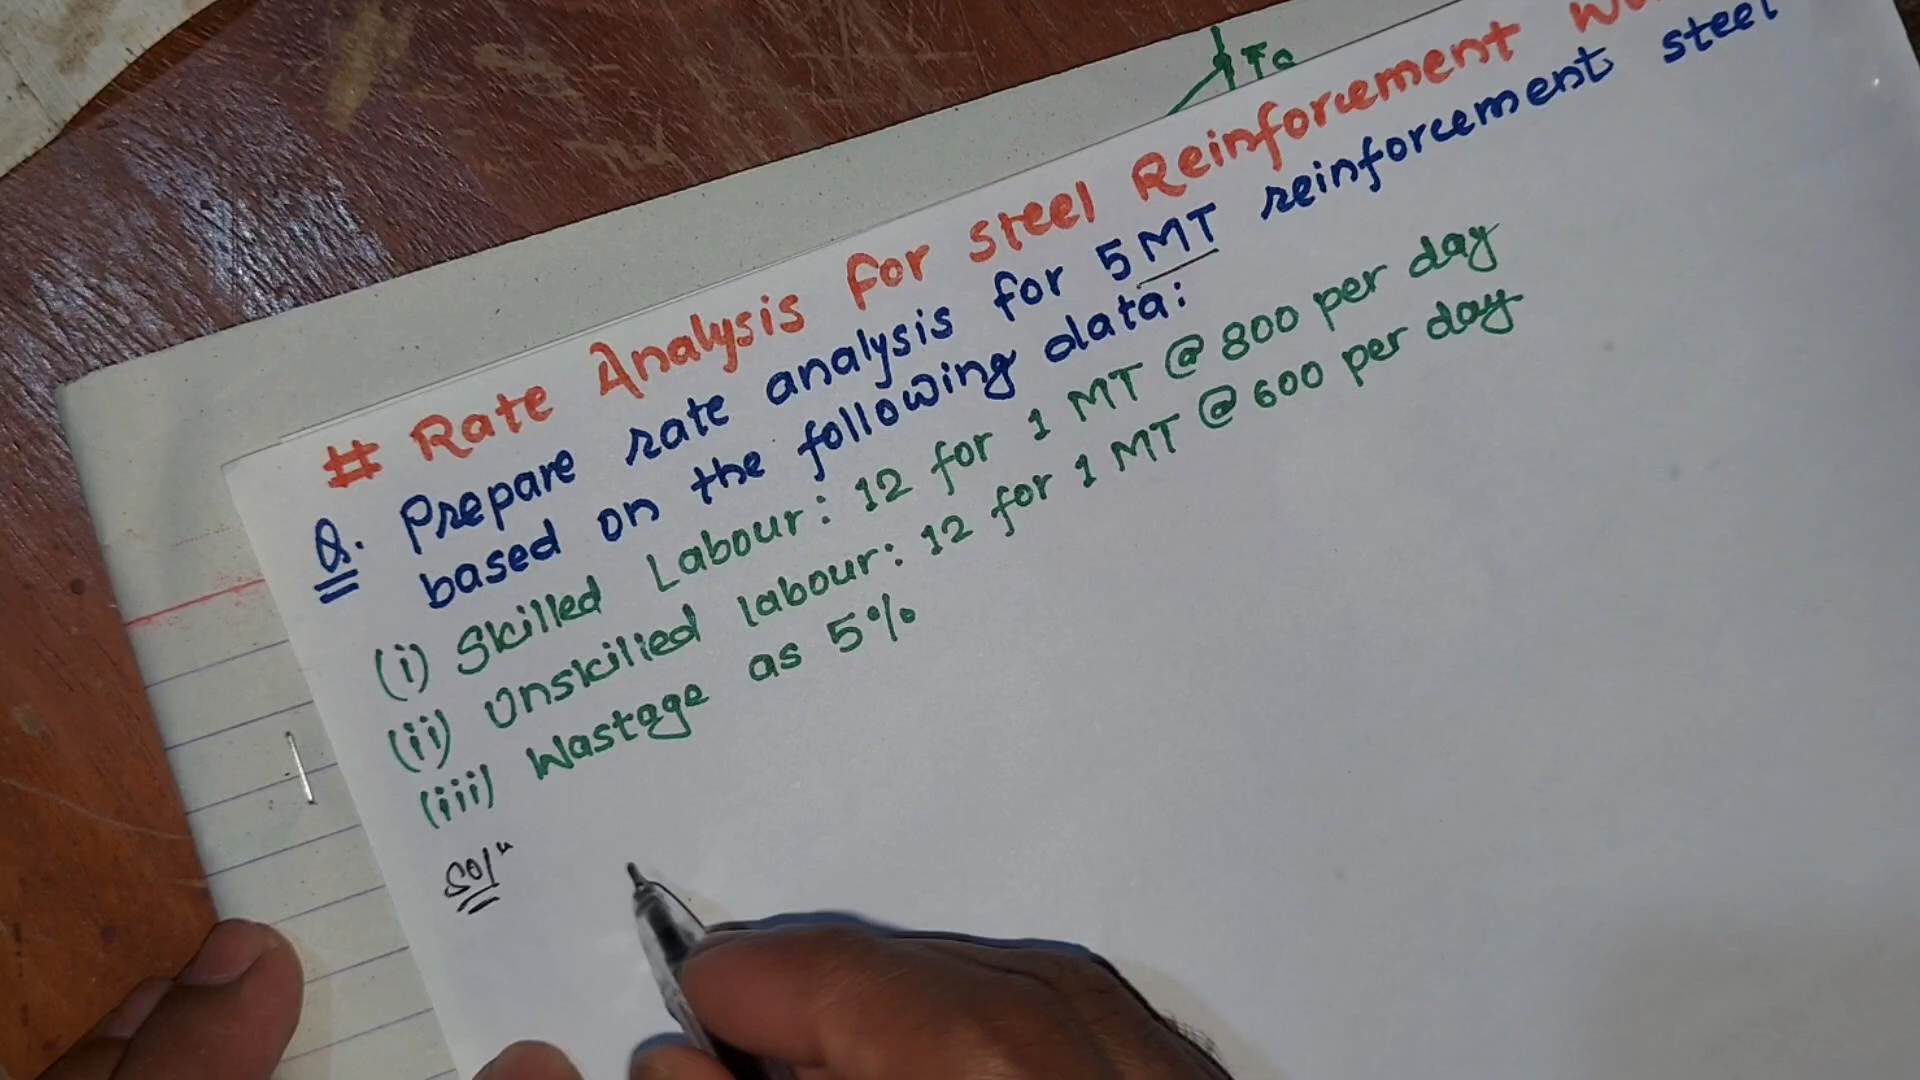 # Rate Analysis for steel Reinforcement
Q. Prepare rate analysis for 5 MT reinforcement steel
based on the following data:
(i) Skilled Labour: 12 for 1 MT @ 800 per day
(ii) Unskilled labour: 12 for 1 MT @ 600 per day
(iii) Wastage as 5%
Solⁿ